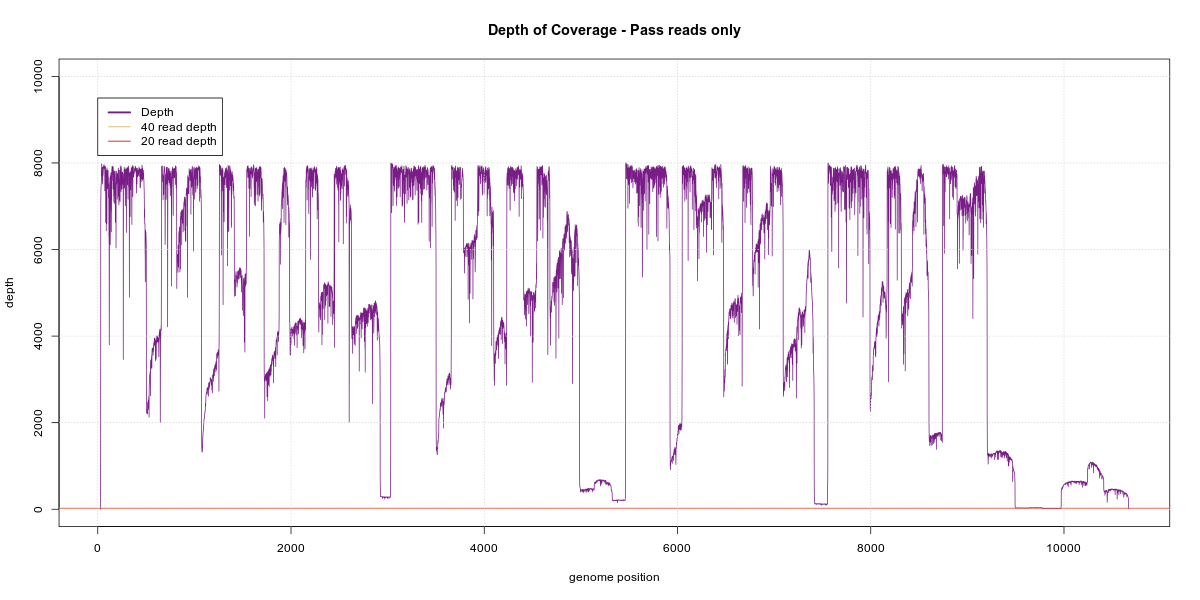 Depth of Coverage - Pass reads only
10000
8000
6000
4000
2000
0
depth
Depth
40 read depth
20 read depth
0 2000 4000 6000 8000 10000
genome position